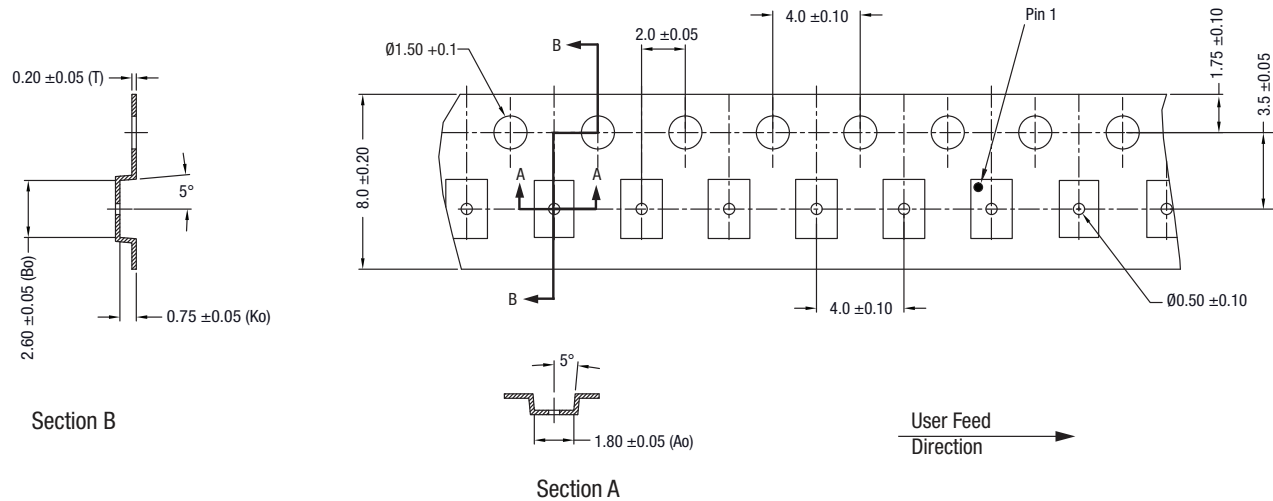 0.20 ±0.05 (T)
5°
2.60 ±0.05 (Bo)
0.75 ±0.05 (Ko)
Section B
Ø1.50 +0.1
B
2.0 ±0.05
4.0 ±0.10
Pin 1
1.75 ±0.10
3.5 ±0.05
8.0 ±0.20
A
A
B
4.0 ±0.10
Ø0.50 ±0.10
5°
1.80 ±0.05 (Ao)
Section A
User Feed
Direction